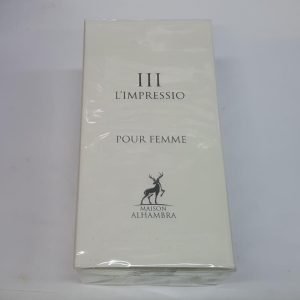 III
L'IMPRESSIO
POUR FEMME
MAISON
ALHAMBRA